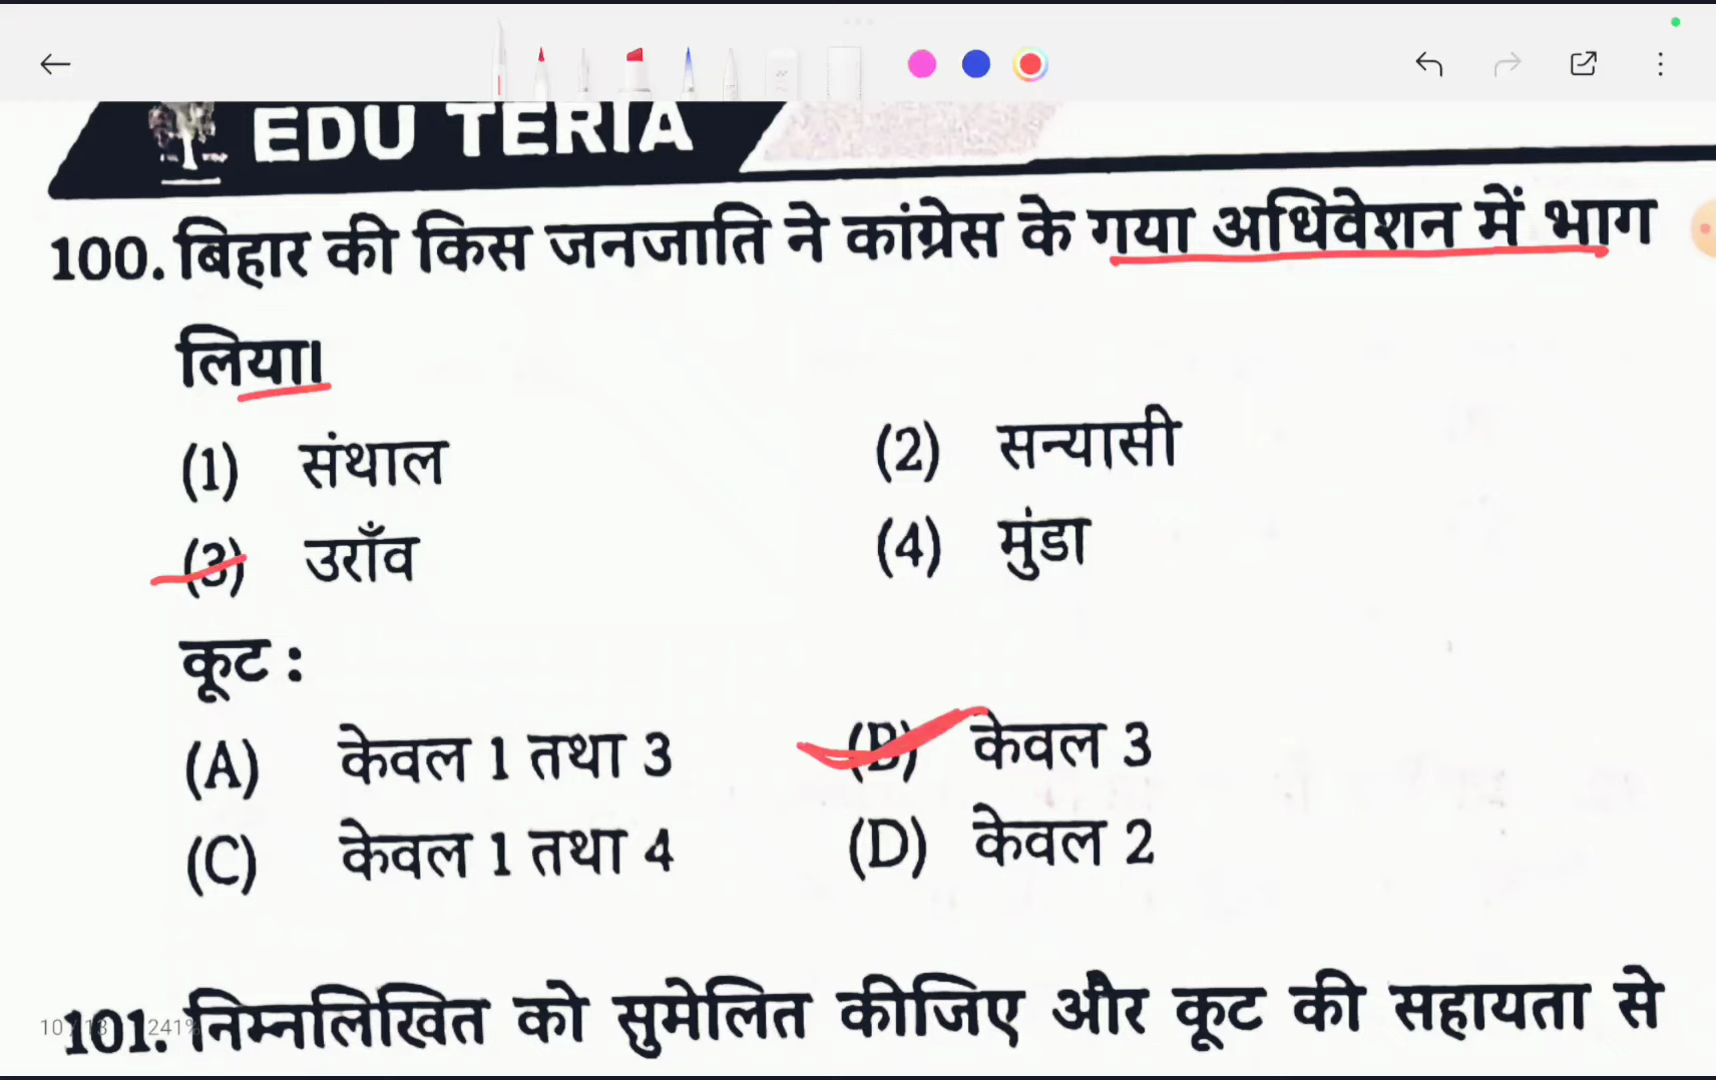 EDU TERIA
100. बिहार की किस जनजाति ने कांग्रेस के गया अधिवेशन में भाग
लिया।
(1) संथाल (2) सन्यासी
(3) उराँव (4) मुंडा
कूट :
(A) केवल 1 तथा 3 (B) केवल 3
(C) केवल 1 तथा 4 (D) केवल 2
101. निम्नलिखित को सुमेलित कीजिए और कूट की सहायता से
241%